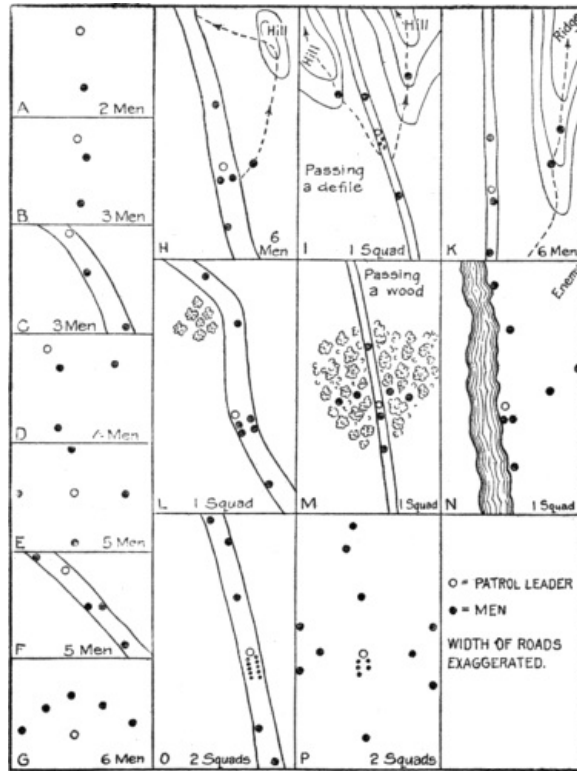 A 2 Men
B 3 Men
C 3 Men
D 4 Men
E 5 Men
F 5 Men
G 6 Men
Hill
H 6 Men
Hill
Hill
Passing
a defile
I 1 Squad
Ridge
K 6 Men
L 1 Squad
Passing
a wood
M 1 Squad
Enemy
N 1 Squad
O 2 Squads
P 2 Squads
= PATROL LEADER
= MEN
WIDTH OF ROADS
EXAGGERATED.